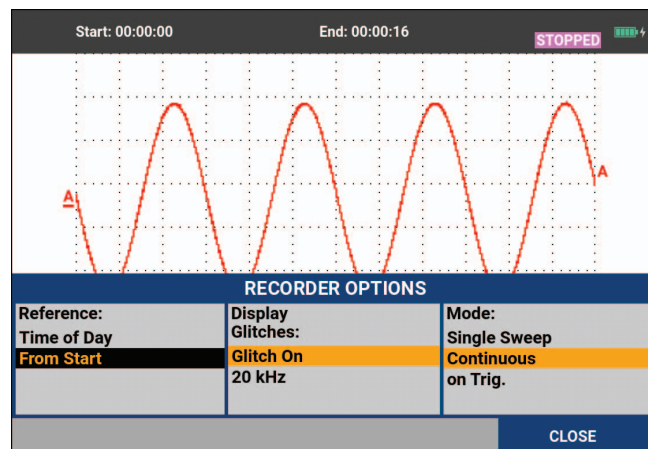 Start: 00:00:00 End: 00:00:16 STOPPED
A
A
RECORDER OPTIONS
Reference:
Time of Day
From Start
Display
Glitches:
Glitch On
20 kHz
Mode:
Single Sweep
Continuous
on Trig.
CLOSE